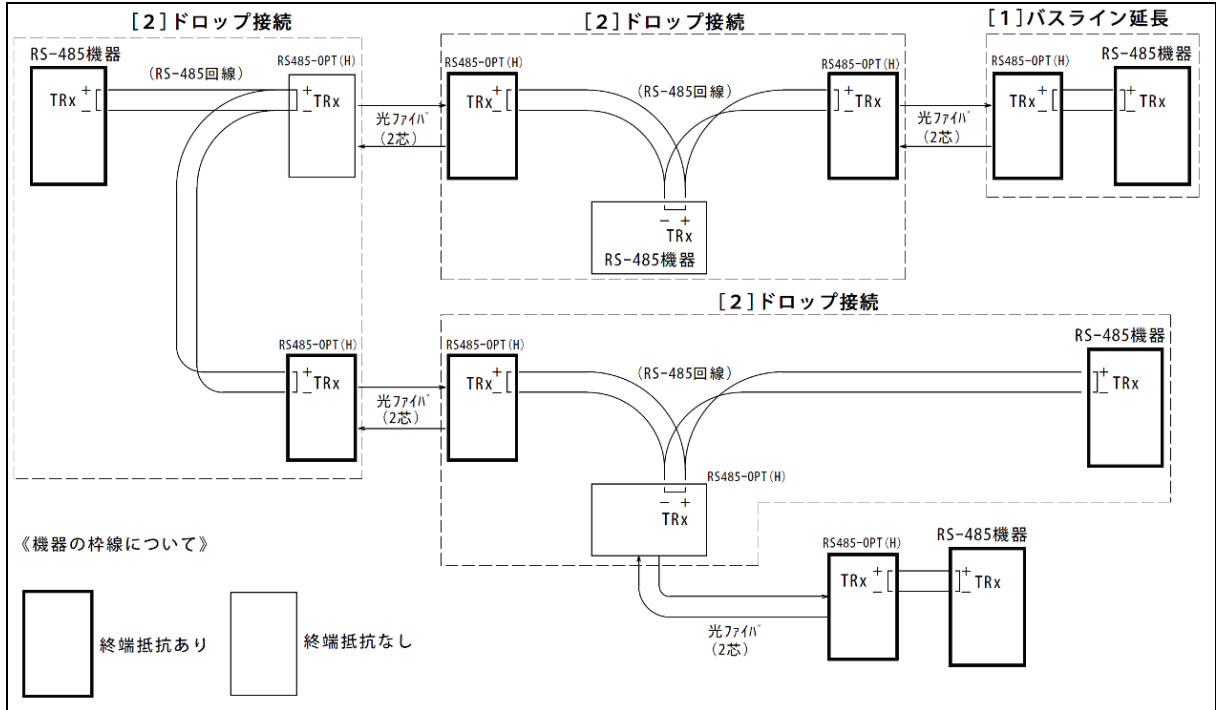 [2]ドロップ接続
[2]ドロップ接続
[1]バスライン延長
RS-485機器
(RS-485回線)
RS485-OPT(H)
RS485-OPT(H)
(RS-485回線)
RS485-OPT(H)
RS485-OPT(H)
RS-485機器
TRx + −
+ − TRx
光ファイバ
(2芯)
TRx + −
+ − TRx
光ファイバ
(2芯)
TRx + −
+ − TRx
− +
TRx
RS-485機器
[2]ドロップ接続
RS485-OPT(H)
RS485-OPT(H)
(RS-485回線)
RS-485機器
+ − TRx
光ファイバ
(2芯)
TRx + −
+ − TRx
RS485-OPT(H)
− +
TRx
《機器の枠線について》
RS485-OPT(H)
RS-485機器
TRx + −
+ − TRx
終端抵抗あり
終端抵抗なし
光ファイバ
(2芯)